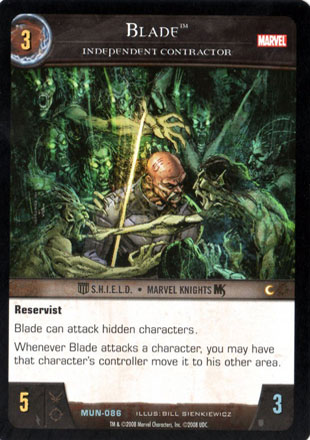 3
BLADE™
INDEPENDENT CONTRACTOR
MARVEL
S.H.I.E.L.D. • MARVEL KNIGHTS MK
Reservist
Blade can attack hidden characters.
Whenever Blade attacks a character, you may have
that character's controller move it to his other area.
5
MUN-086 ILLUS: BILL SIENKIEWICZ
3
TM & ©2008 Marvel Characters, Inc. ©2008 UDC.